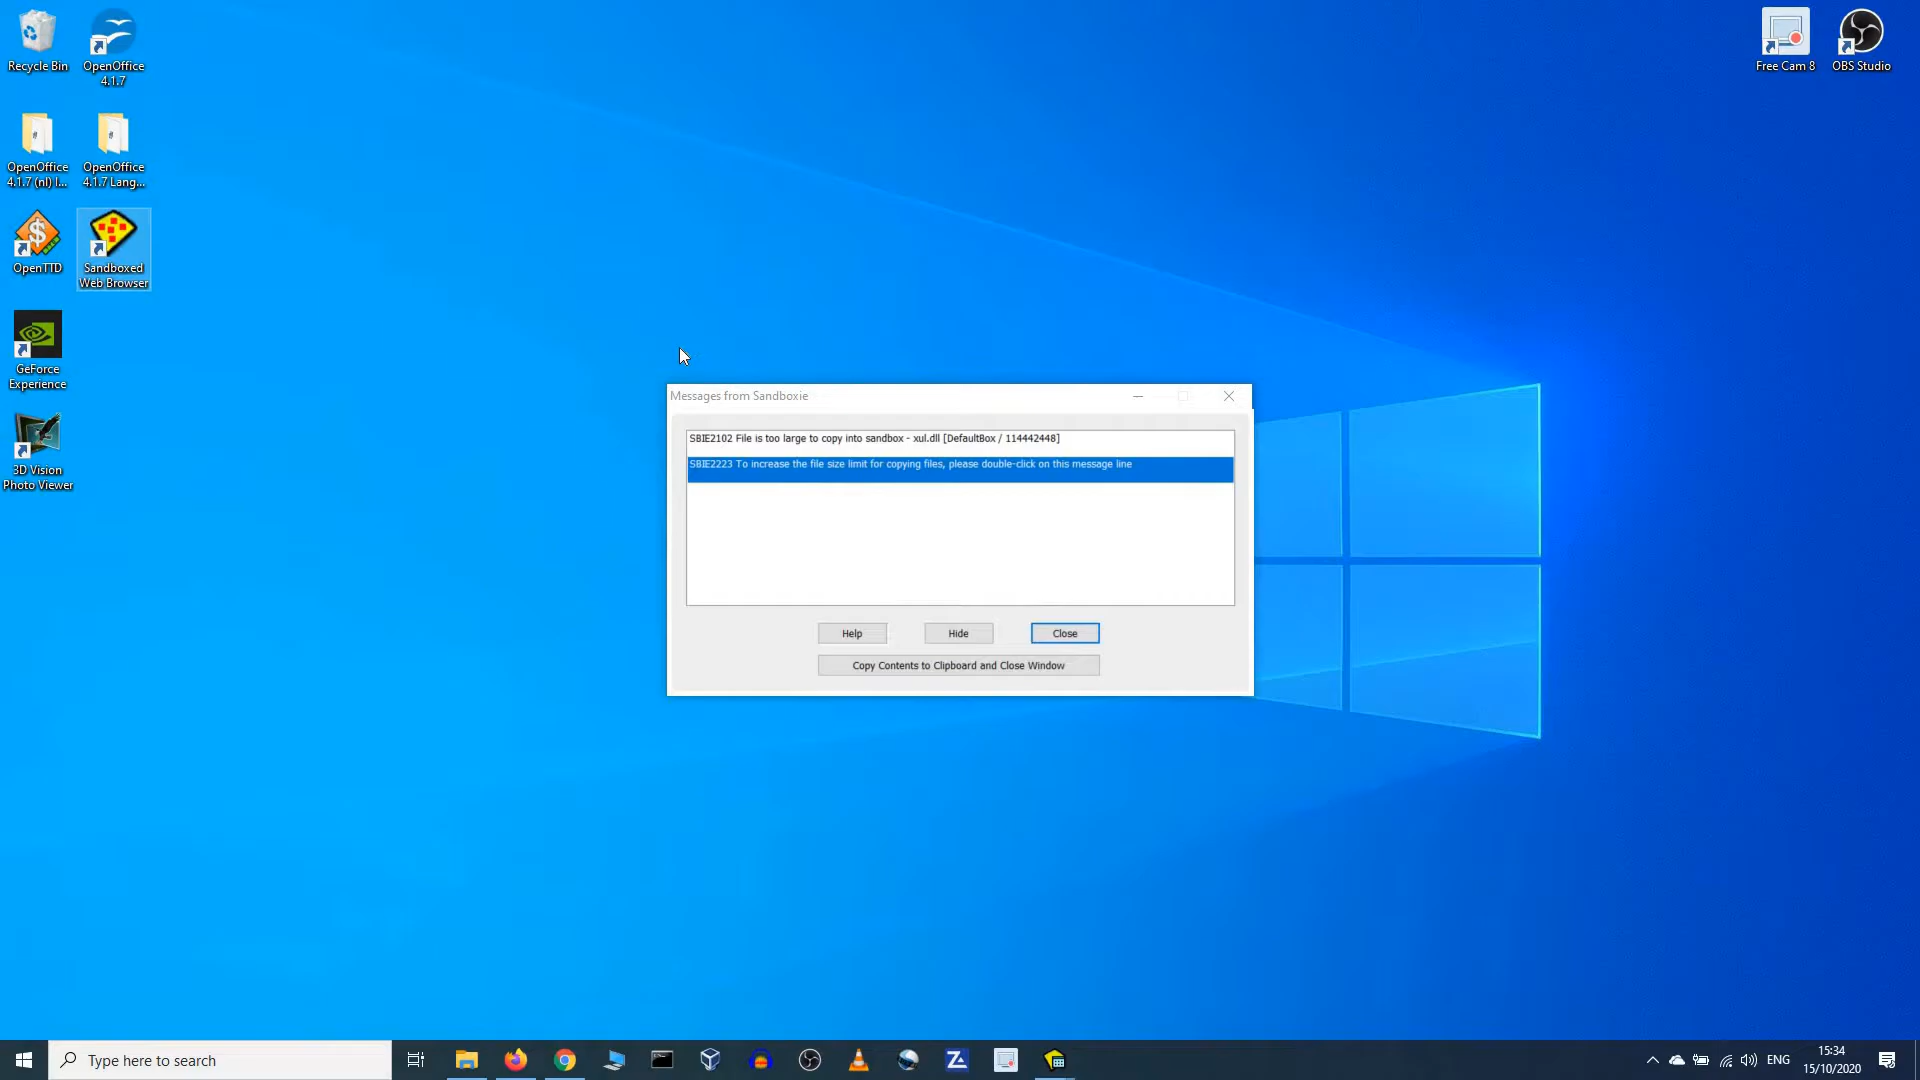 Recycle Bin
OpenOffice
4.1.7
OpenOffice
4.1.7 (nl) I...
OpenOffice
4.1.7 Lang...
OpenTTD
Sandboxed
Web Browser
GeForce
Experience
3D Vision
Photo Viewer
Free Cam 8
OBS Studio
Messages from Sandboxie
SBIE2102 File is too large to copy into sandbox - xul.dll [DefaultBox / 114442448]
SBIE2223 To increase the file size limit for copying files, please double-click on this message line
Help
Hide
Close
Copy Contents to Clipboard and Close Window
Type here to search
ENG
15:34
15/10/2020